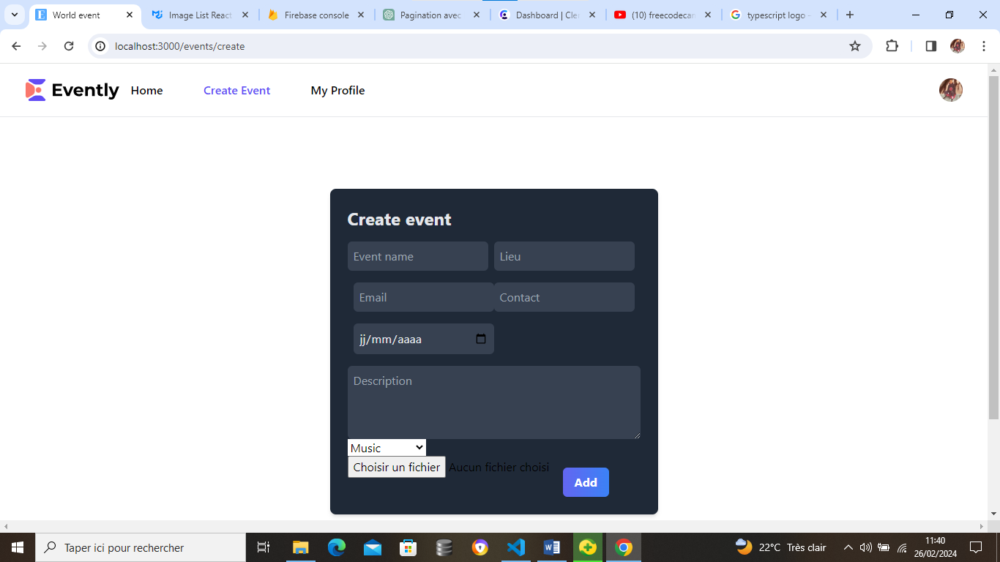 World event
Image List React
Firebase console
Pagination avec
Dashboard | Cle
(10) freecodecan
typescript logo -
localhost:3000/events/create
Evently Home Create Event My Profile
Create event
Event name Lieu
Email Contact
jj/mm/aaaa
Description
Music
Choisir un fichier Aucun fichier choisi
Add
Taper ici pour rechercher
22°C Très clair
11:40
26/02/2024